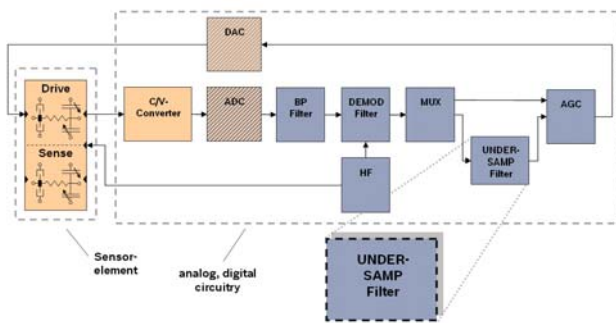 DAC
Drive
Sense
C/V-
Converter
ADC
BP
Filter
DEMOD
Filter
MUX
AGC
UNDER-
SAMP
Filter
HF
Sensor-
element
analog, digital
circuitry
UNDER-
SAMP
Filter